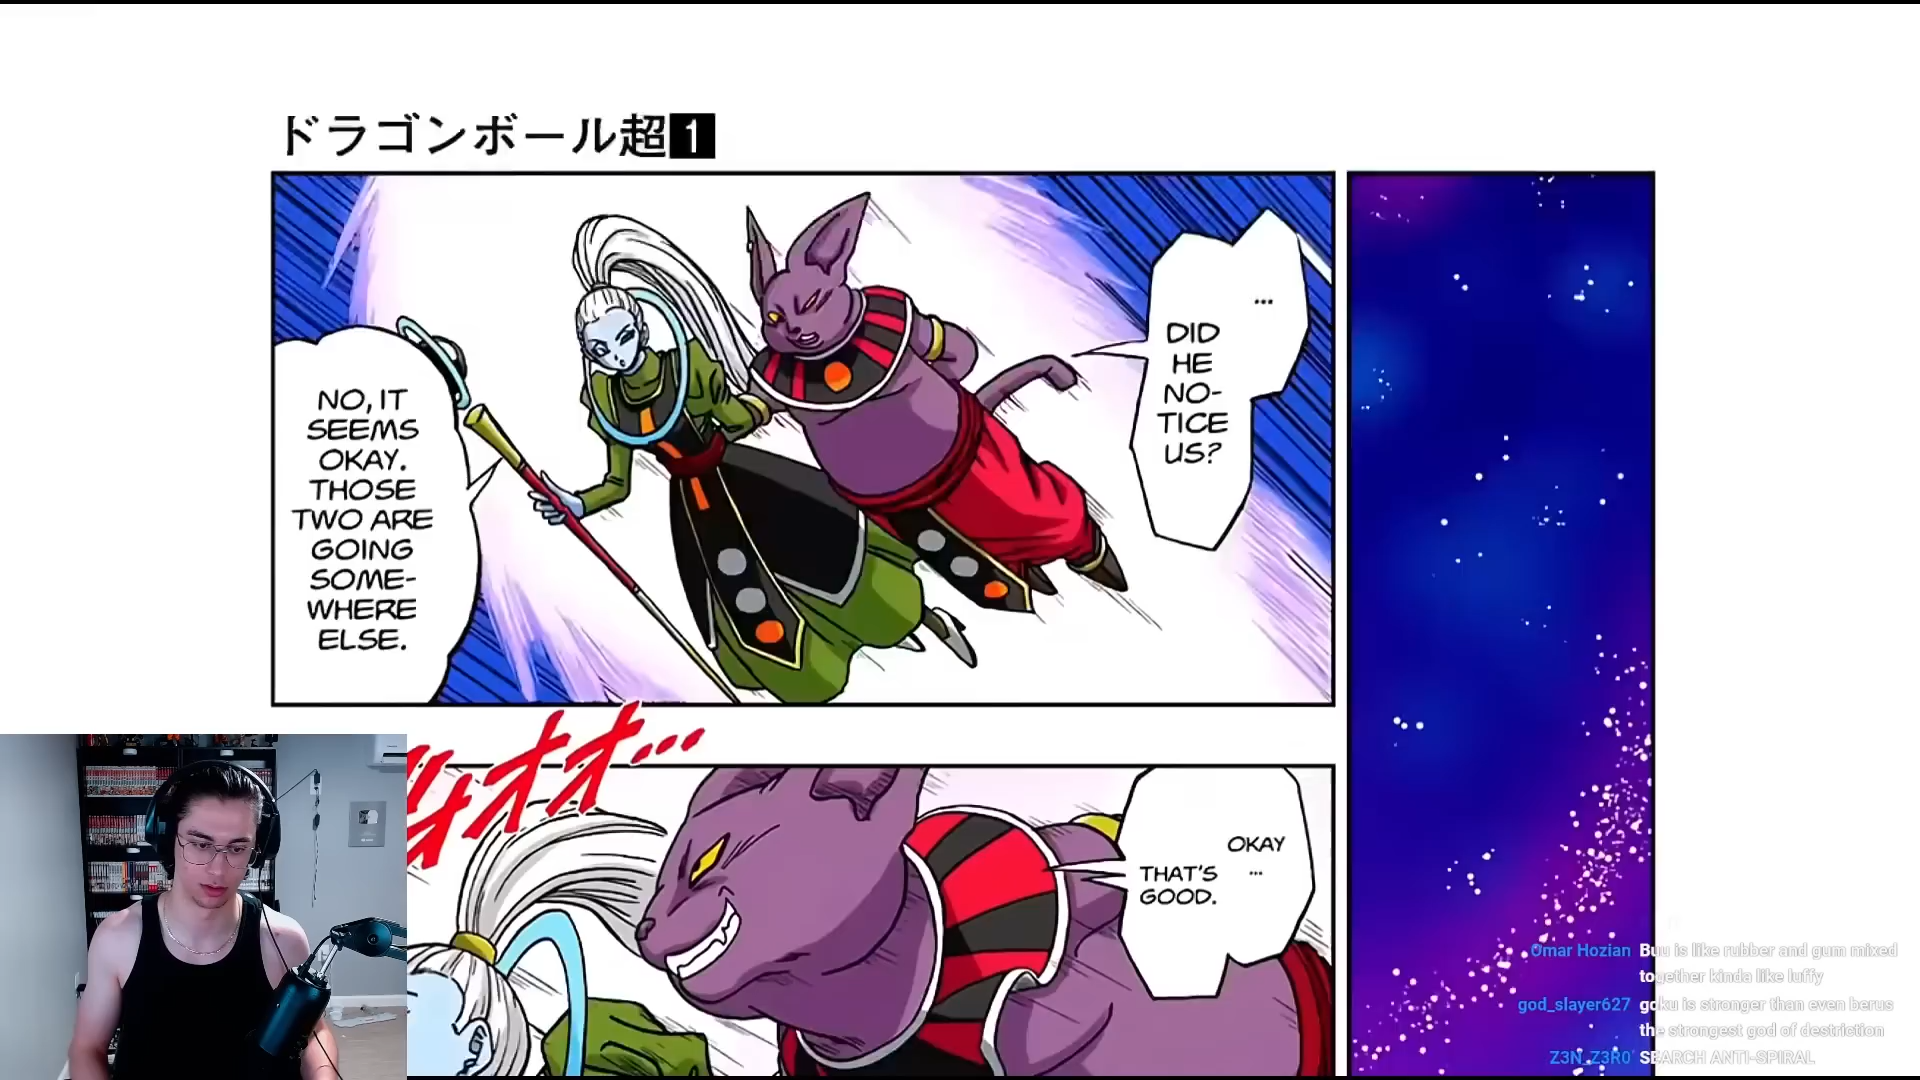 ドラゴンボール超1
...
DID
HE
NO-
TICE
US?
NO, IT
SEEMS
OKAY.
THOSE
TWO ARE
GOING
SOME-
WHERE
ELSE.
オオオ...
OKAY
...
THAT'S
GOOD.
Omar Hozian Buu is like rubber and gum mixed
together kinda like luffy
god_slayer627 goku is stronger than even berus
the strongest god of destriction
Z3N_Z3R0 SEARCH ANTI-SPIRAL